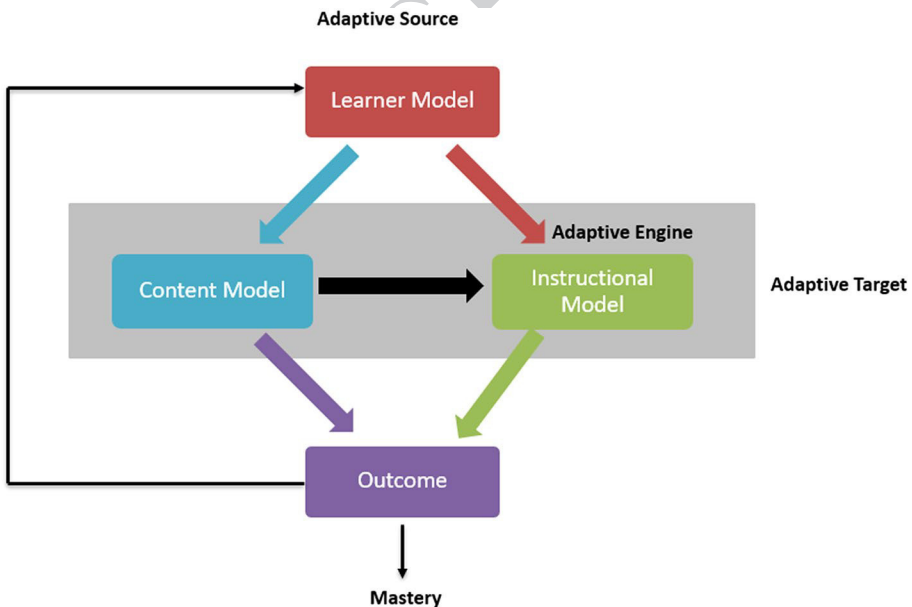 Adaptive Source
Learner Model
Adaptive Engine
Content Model
Instructional
Model
Adaptive Target
Outcome
Mastery